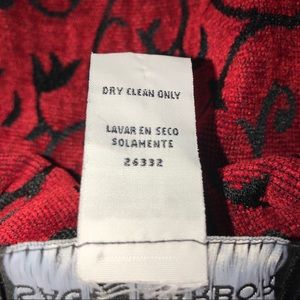 DRY CLEAN ONLY
LAVAR EN SECO
SOLAMENTE
26332